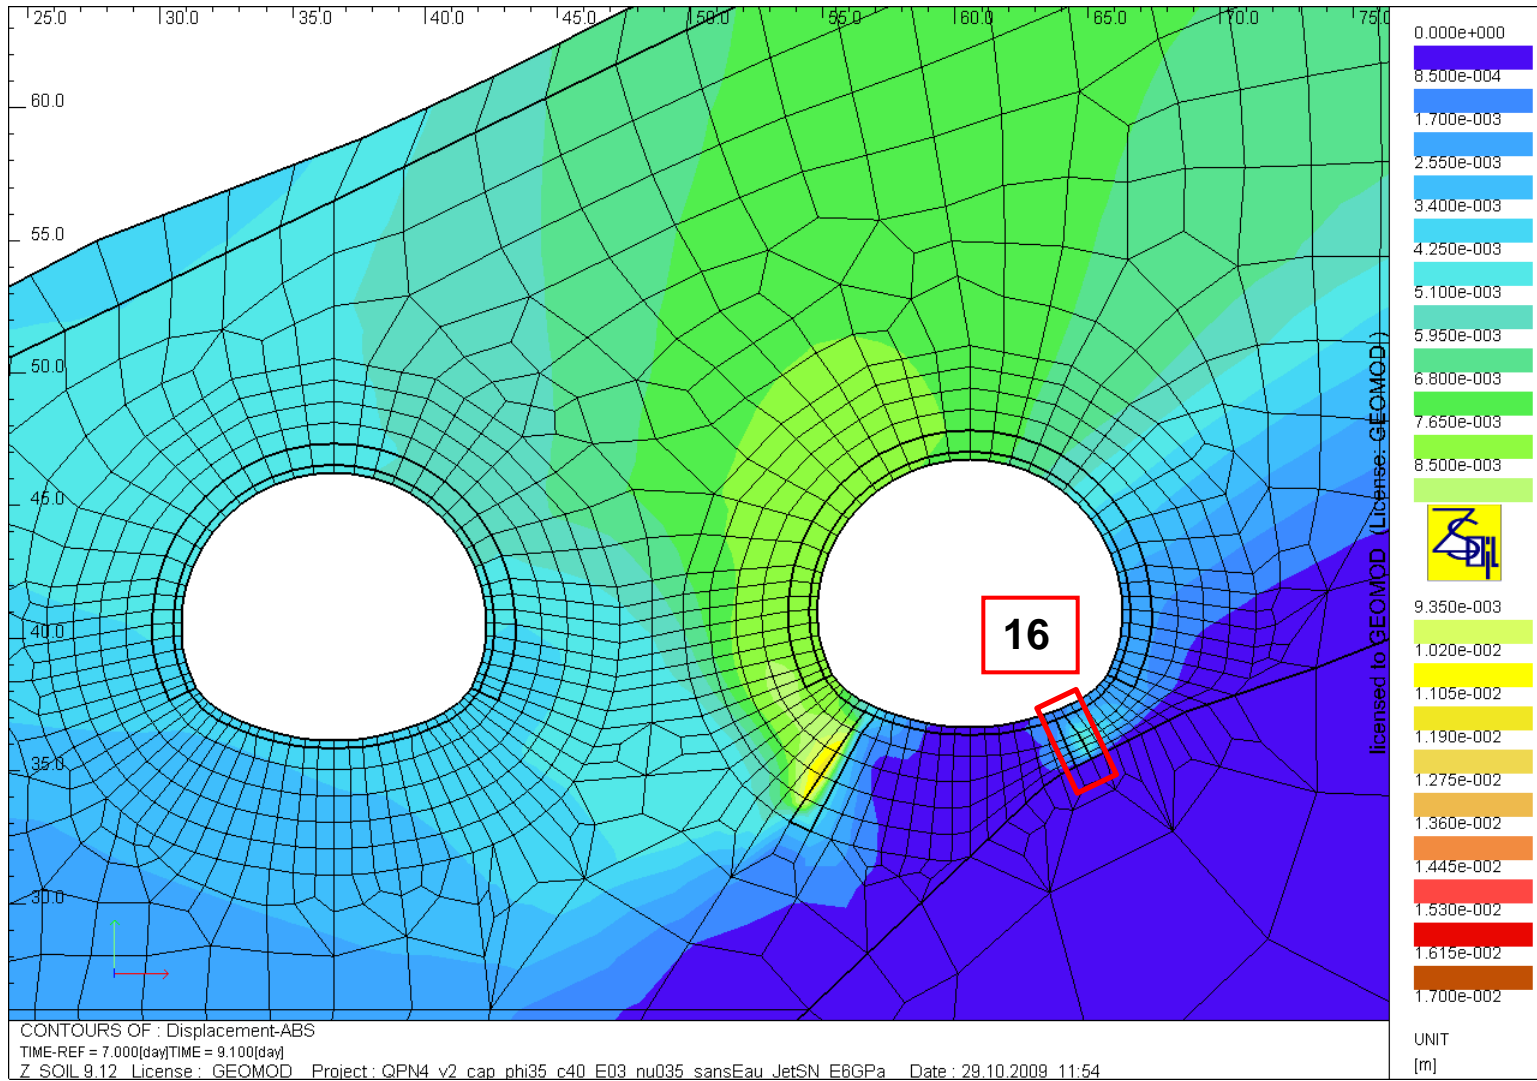 25.0 30.0 35.0 40.0 45.0 50.0 55.0 60.0 65.0 70.0 75.0
60.0
55.0
50.0
45.0
40.0
35.0
30.0
16
licensed to GEOMOD (License: GEOMOD)
0.000e+000
8.500e-004
1.700e-003
2.550e-003
3.400e-003
4.250e-003
5.100e-003
5.950e-003
6.800e-003
7.650e-003
8.500e-003
ZSoil
9.350e-003
1.020e-002
1.105e-002
1.190e-002
1.275e-002
1.360e-002
1.445e-002
1.530e-002
1.615e-002
1.700e-002
UNIT
[m]
CONTOURS OF : Displacement-ABS
TIME-REF = 7.000[day]TIME = 9.100[day]
Z_SOIL 9.12 License : GEOMOD Project : QPN4_v2_cap_phi35_c40_E03_nu035_sansEau_JetSN_E6GPa Date : 29.10.2009 11:54